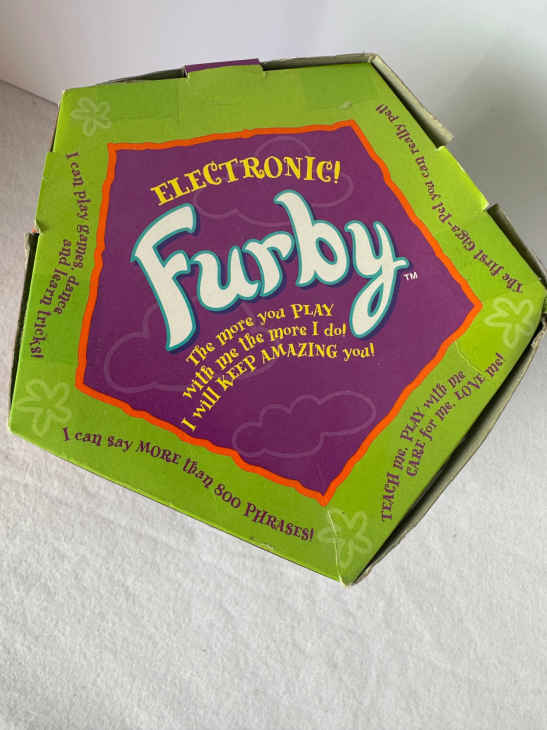 ELECTRONIC!
Furby™
The more you PLAY
with me the more I do!
I will KEEP AMAZING you!
I can play games, dance
and learn tricks!
The first Giga-Pet you can really pet!
TEACH me, PLAY with me
CARE for me, LOVE me!
I can say MORE than 800 PHRASES!